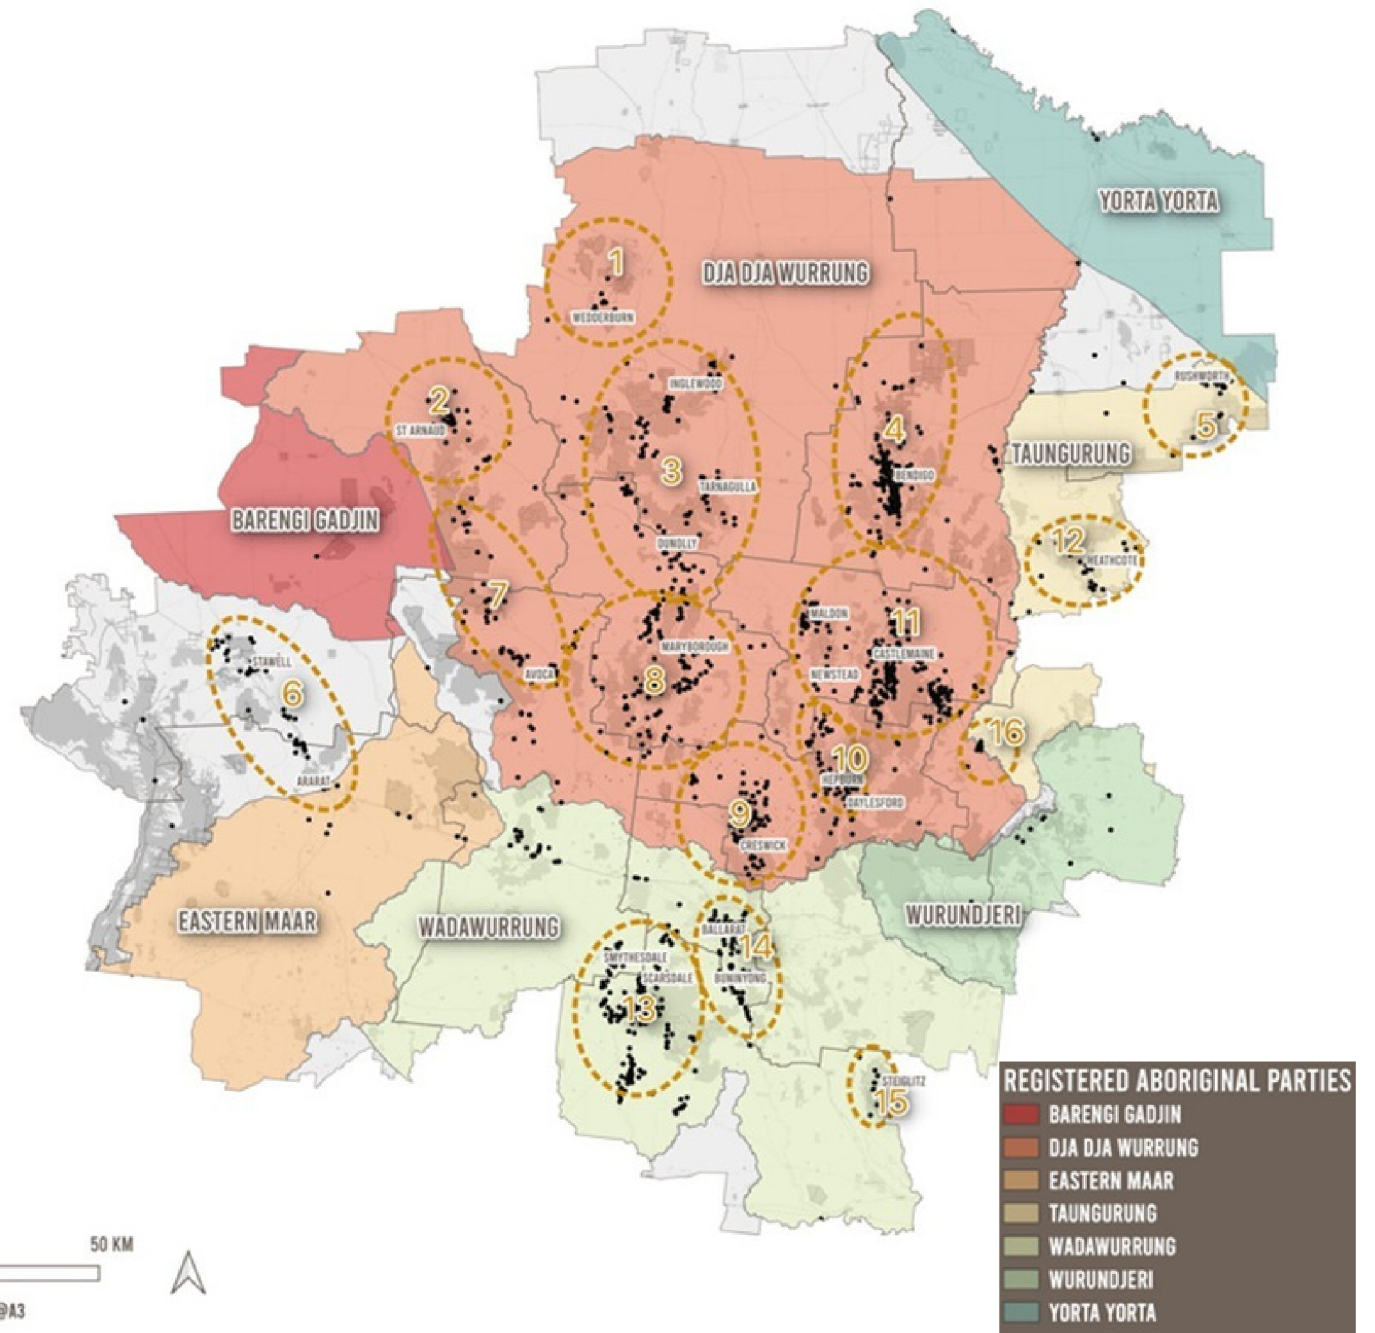 YORTA YORTA
1
DJA DJA WURRUNG
WEDDERBURN
3
INGLEWOOD
2
ST ARNAUD
4
RUSHWORTH
5
TAUNGURUNG
BENDIGO
TARNAGULLA
BARENGI GADJIN
DUNOLLY
12
HEATHCOTE
7
MALDON
11
STAWELL
MARYBOROUGH
CASTLEMAINE
6
AVOCA
8
NEWSTEAD
16
10
ARARAT
HEPBURN
DAYLESFORD
9
CRESWICK
EASTERN MAAR
WADAWURRUNG
WURUNDJERI
BALLARAT
14
SMYTHESDALE
SCARSDALE
BUNINYONG
13
STEIGLITZ
15
REGISTERED ABORIGINAL PARTIES
BARENGI GADJIN
DJA DJA WURRUNG
EASTERN MAAR
TAUNGURUNG
WADAWURRUNG
WURUNDJERI
YORTA YORTA
50 KM
@A3